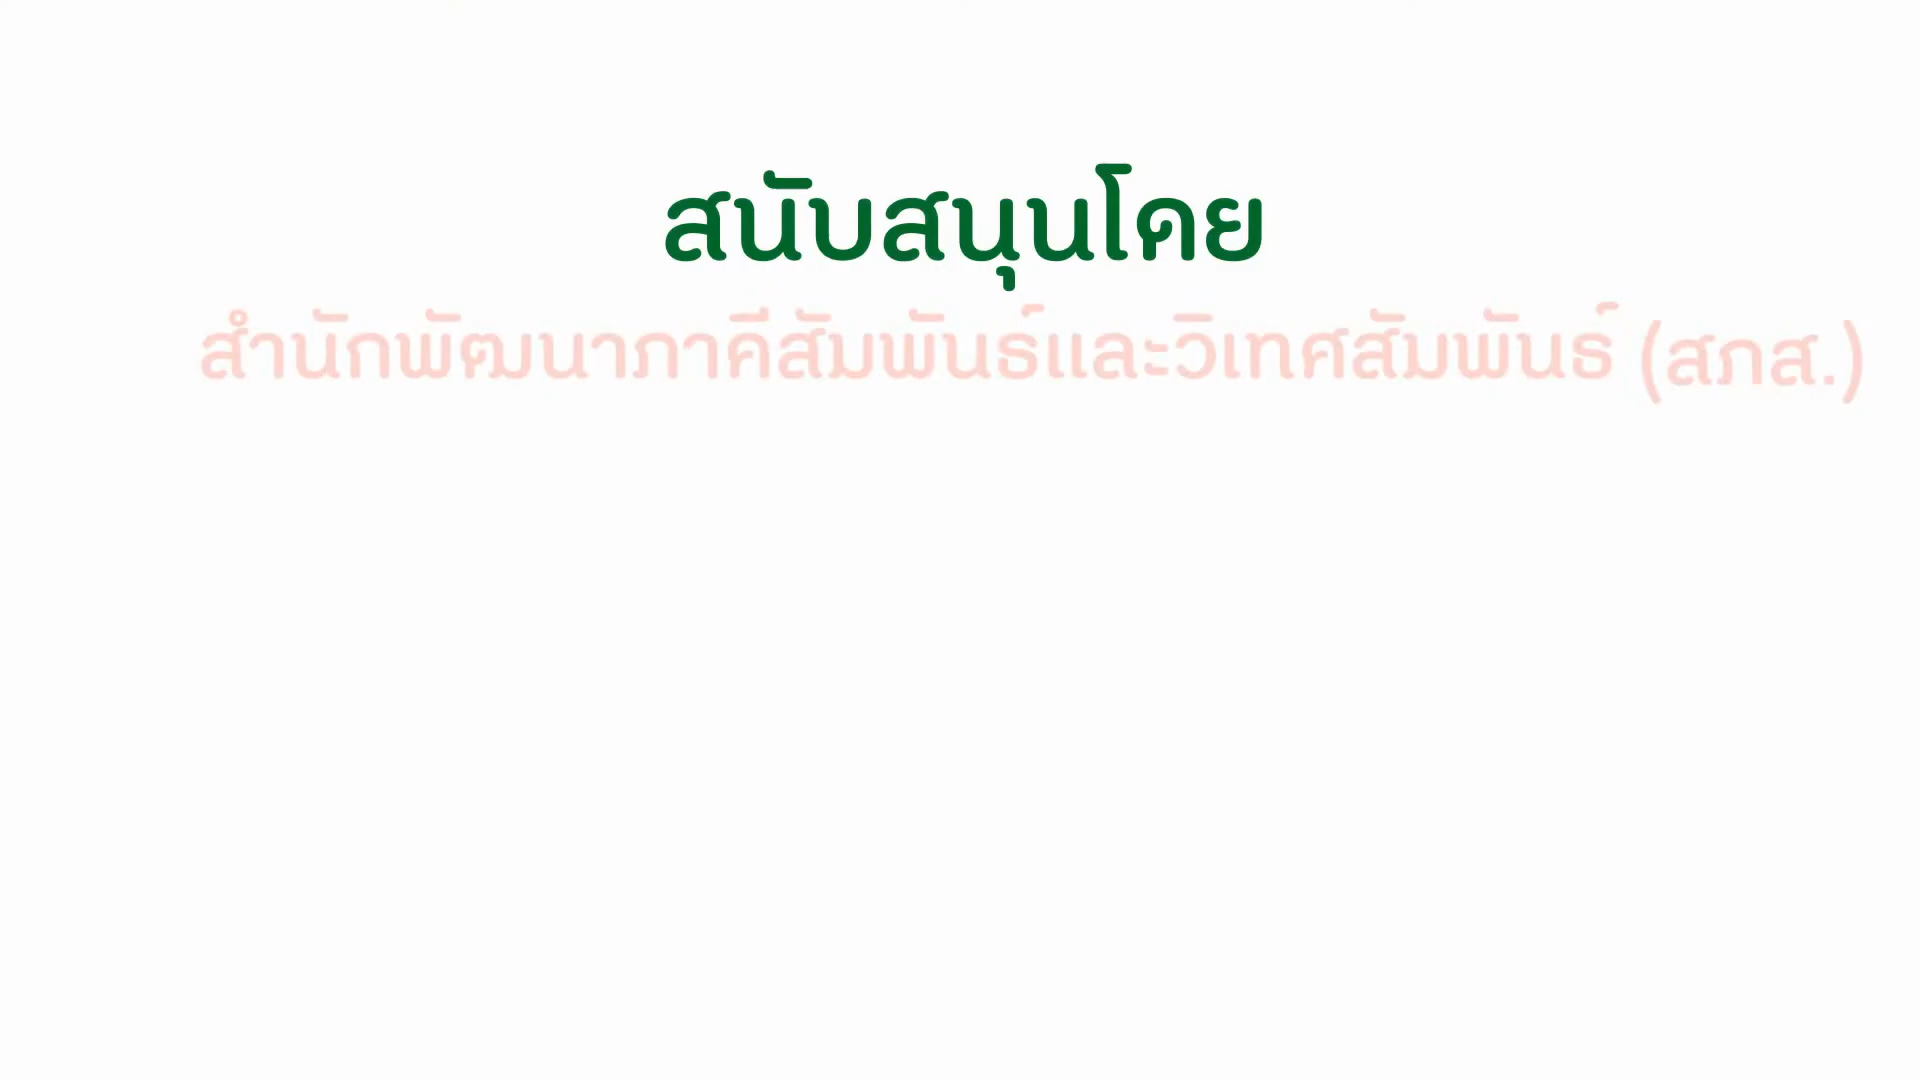 สนับสนุนโดย
สำนักพัฒนาภาคีสัมพันธ์และวิเทศสัมพันธ์ (สภส.)